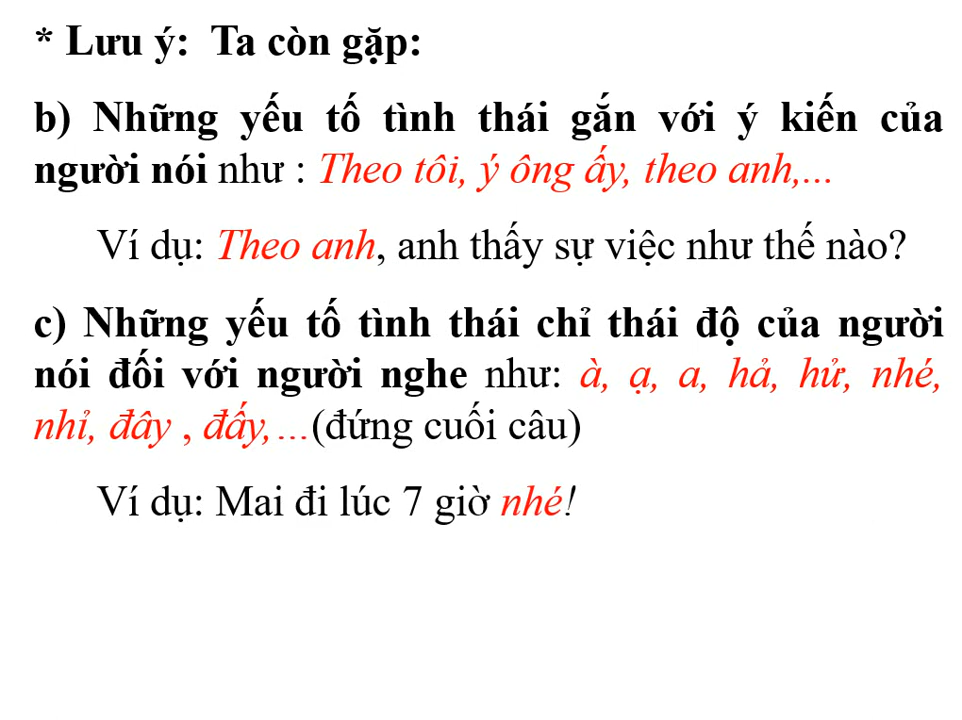 * Lưu ý: Ta còn gặp:
b) Những yếu tố tình thái gắn với ý kiến của
người nói như : Theo tôi, ý ông ấy, theo anh,...
Ví dụ: Theo anh, anh thấy sự việc như thế nào?
c) Những yếu tố tình thái chỉ thái độ của người
nói đối với người nghe như: à, ạ, a, hả, hử, nhé,
nhỉ, đây , đấy,...(đứng cuối câu)
Ví dụ: Mai đi lúc 7 giờ nhé!